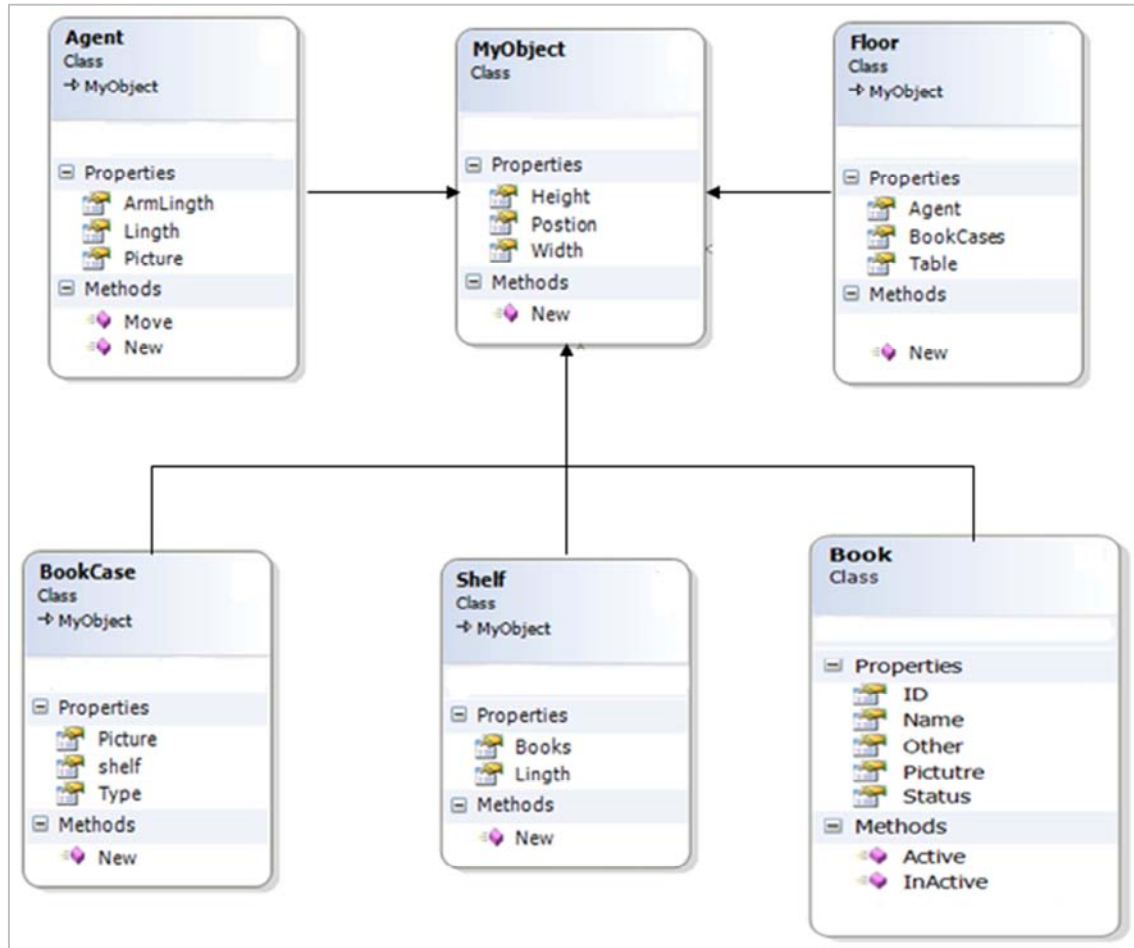 Agent
Class
MyObject
Properties
ArmLingth
Lingth
Picture
Methods
Move
New
MyObject
Class
Properties
Height
Postion
Width
Methods
New
Floor
Class
MyObject
Properties
Agent
BookCases
Table
Methods
New
BookCase
Class
MyObject
Properties
Picture
shelf
Type
Methods
New
Shelf
Class
MyObject
Properties
Books
Lingth
Methods
New
Book
Class
Properties
ID
Name
Other
Pictutre
Status
Methods
Active
InActive